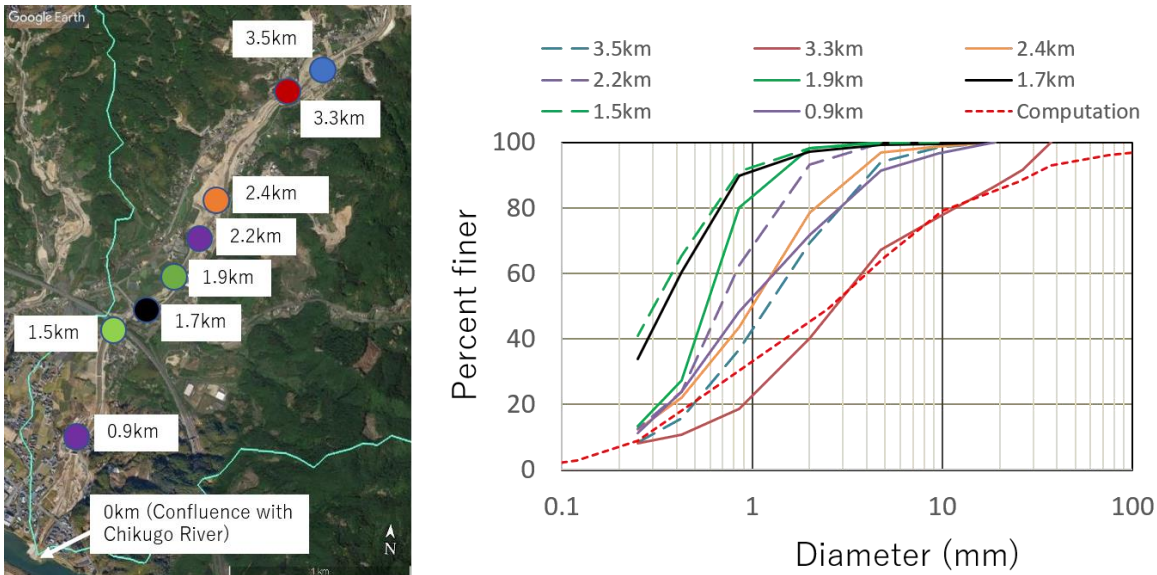 Google Earth
3.5km
3.3km
2.4km
2.2km
1.9km
1.7km
1.5km
0.9km
0km (Confluence with
Chikugo River)
N
1 km
3.5km 3.3km 2.4km
2.2km 1.9km 1.7km
1.5km 0.9km Computation
Percent finer
100
80
60
40
20
0
0.1 1 10 100
Diameter (mm)